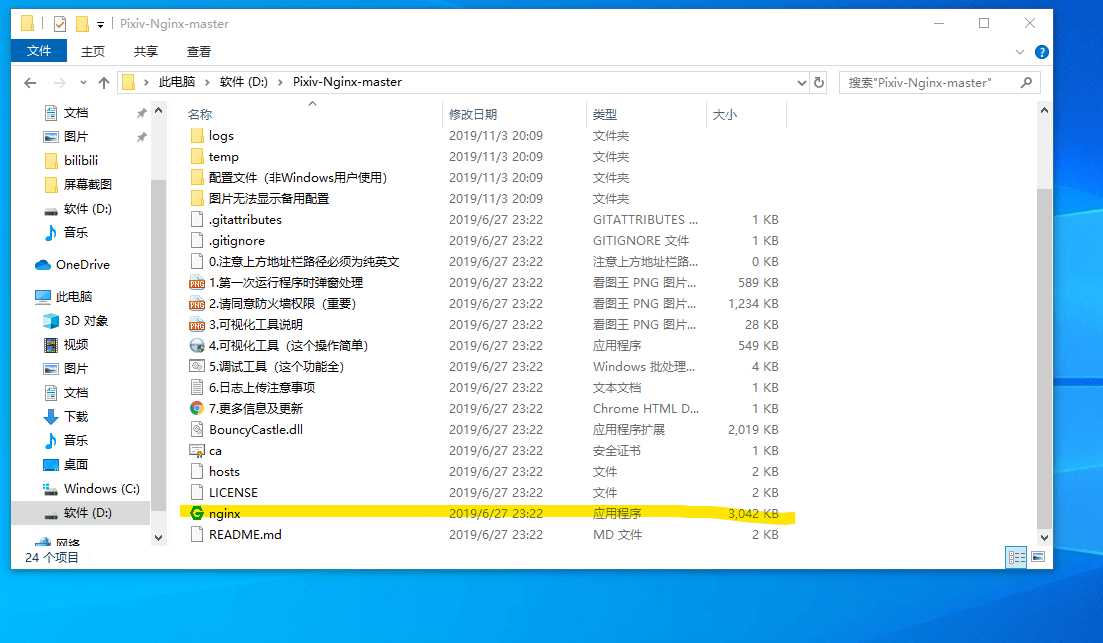 Pixiv-Nginx-master
文件 主页 共享 查看
此电脑 软件 (D:) Pixiv-Nginx-master 搜索"Pixiv-Nginx-master"
文档
图片
bilibili
屏幕截图
软件 (D:)
音乐
OneDrive
此电脑
3D 对象
视频
图片
文档
下载
音乐
桌面
Windows (C:)
软件 (D:)
网络
名称 修改日期 类型 大小
logs 2019/11/3 20:09 文件夹
temp 2019/11/3 20:09 文件夹
配置文件（非Windows用户使用） 2019/11/3 20:09 文件夹
图片无法显示备用配置 2019/11/3 20:09 文件夹
.gitattributes 2019/6/27 23:22 GITATTRIBUTES ... 1 KB
.gitignore 2019/6/27 23:22 GITIGNORE 文件 1 KB
0.注意上方地址栏路径必须为纯英文 2019/6/27 23:22 注意上方地址栏路... 0 KB
1.第一次运行程序时弹窗处理 2019/6/27 23:22 看图王 PNG 图片... 589 KB
2.请同意防火墙权限（重要） 2019/6/27 23:22 看图王 PNG 图片... 1,234 KB
3.可视化工具说明 2019/6/27 23:22 看图王 PNG 图片... 28 KB
4.可视化工具（这个操作简单） 2019/6/27 23:22 应用程序 549 KB
5.调试工具（这个功能全） 2019/6/27 23:22 Windows 批处理... 4 KB
6.日志上传注意事项 2019/6/27 23:22 文本文档 1 KB
7.更多信息及更新 2019/6/27 23:22 Chrome HTML D... 1 KB
BouncyCastle.dll 2019/6/27 23:22 应用程序扩展 2,019 KB
ca 2019/6/27 23:22 安全证书 1 KB
hosts 2019/6/27 23:22 文件 2 KB
LICENSE 2019/6/27 23:22 文件 2 KB
nginx 2019/6/27 23:22 应用程序 3,042 KB
README.md 2019/6/27 23:22 MD 文件 2 KB
24 个项目